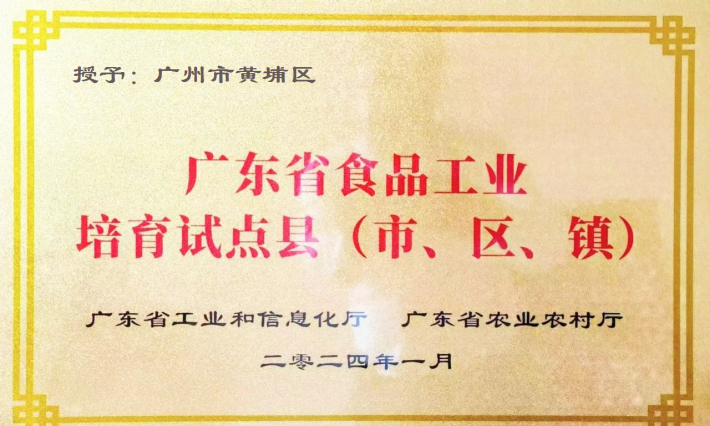 授予：广州市黄埔区
广东省食品工业
培育试点县（市、区、镇）
广东省工业和信息化厅 广东省农业农村厅
二零二四年一月